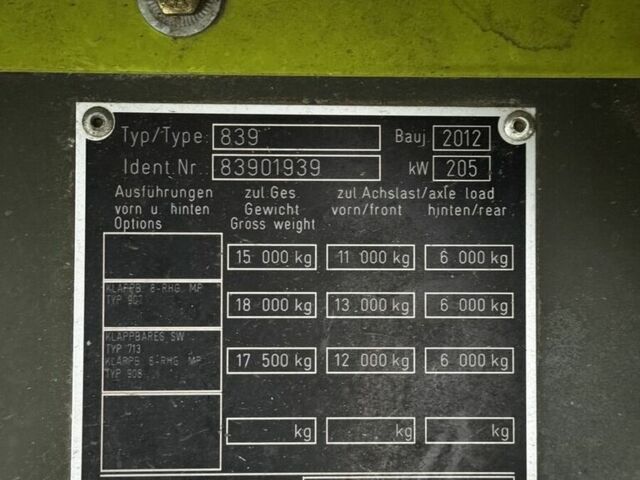 Typ/Type 839 Bauj. 2012
Ident.Nr. 83901939 kW 205
Ausführungen zul.Ges. zul Achslast/axle load
vorn u. hinten Gewicht vorn/front hinten/rear
Options Gross weight
15 000 kg 11 000 kg 6 000 kg
KLAPPB 8-RHG MP
TYP 907
18 000 kg 13 000 kg 6 000 kg
KLAPPBARES SW
TYP 713
KLAPPB 8-RHG MP
TYP 908
17 500 kg 12 000 kg 6 000 kg
kg kg kg